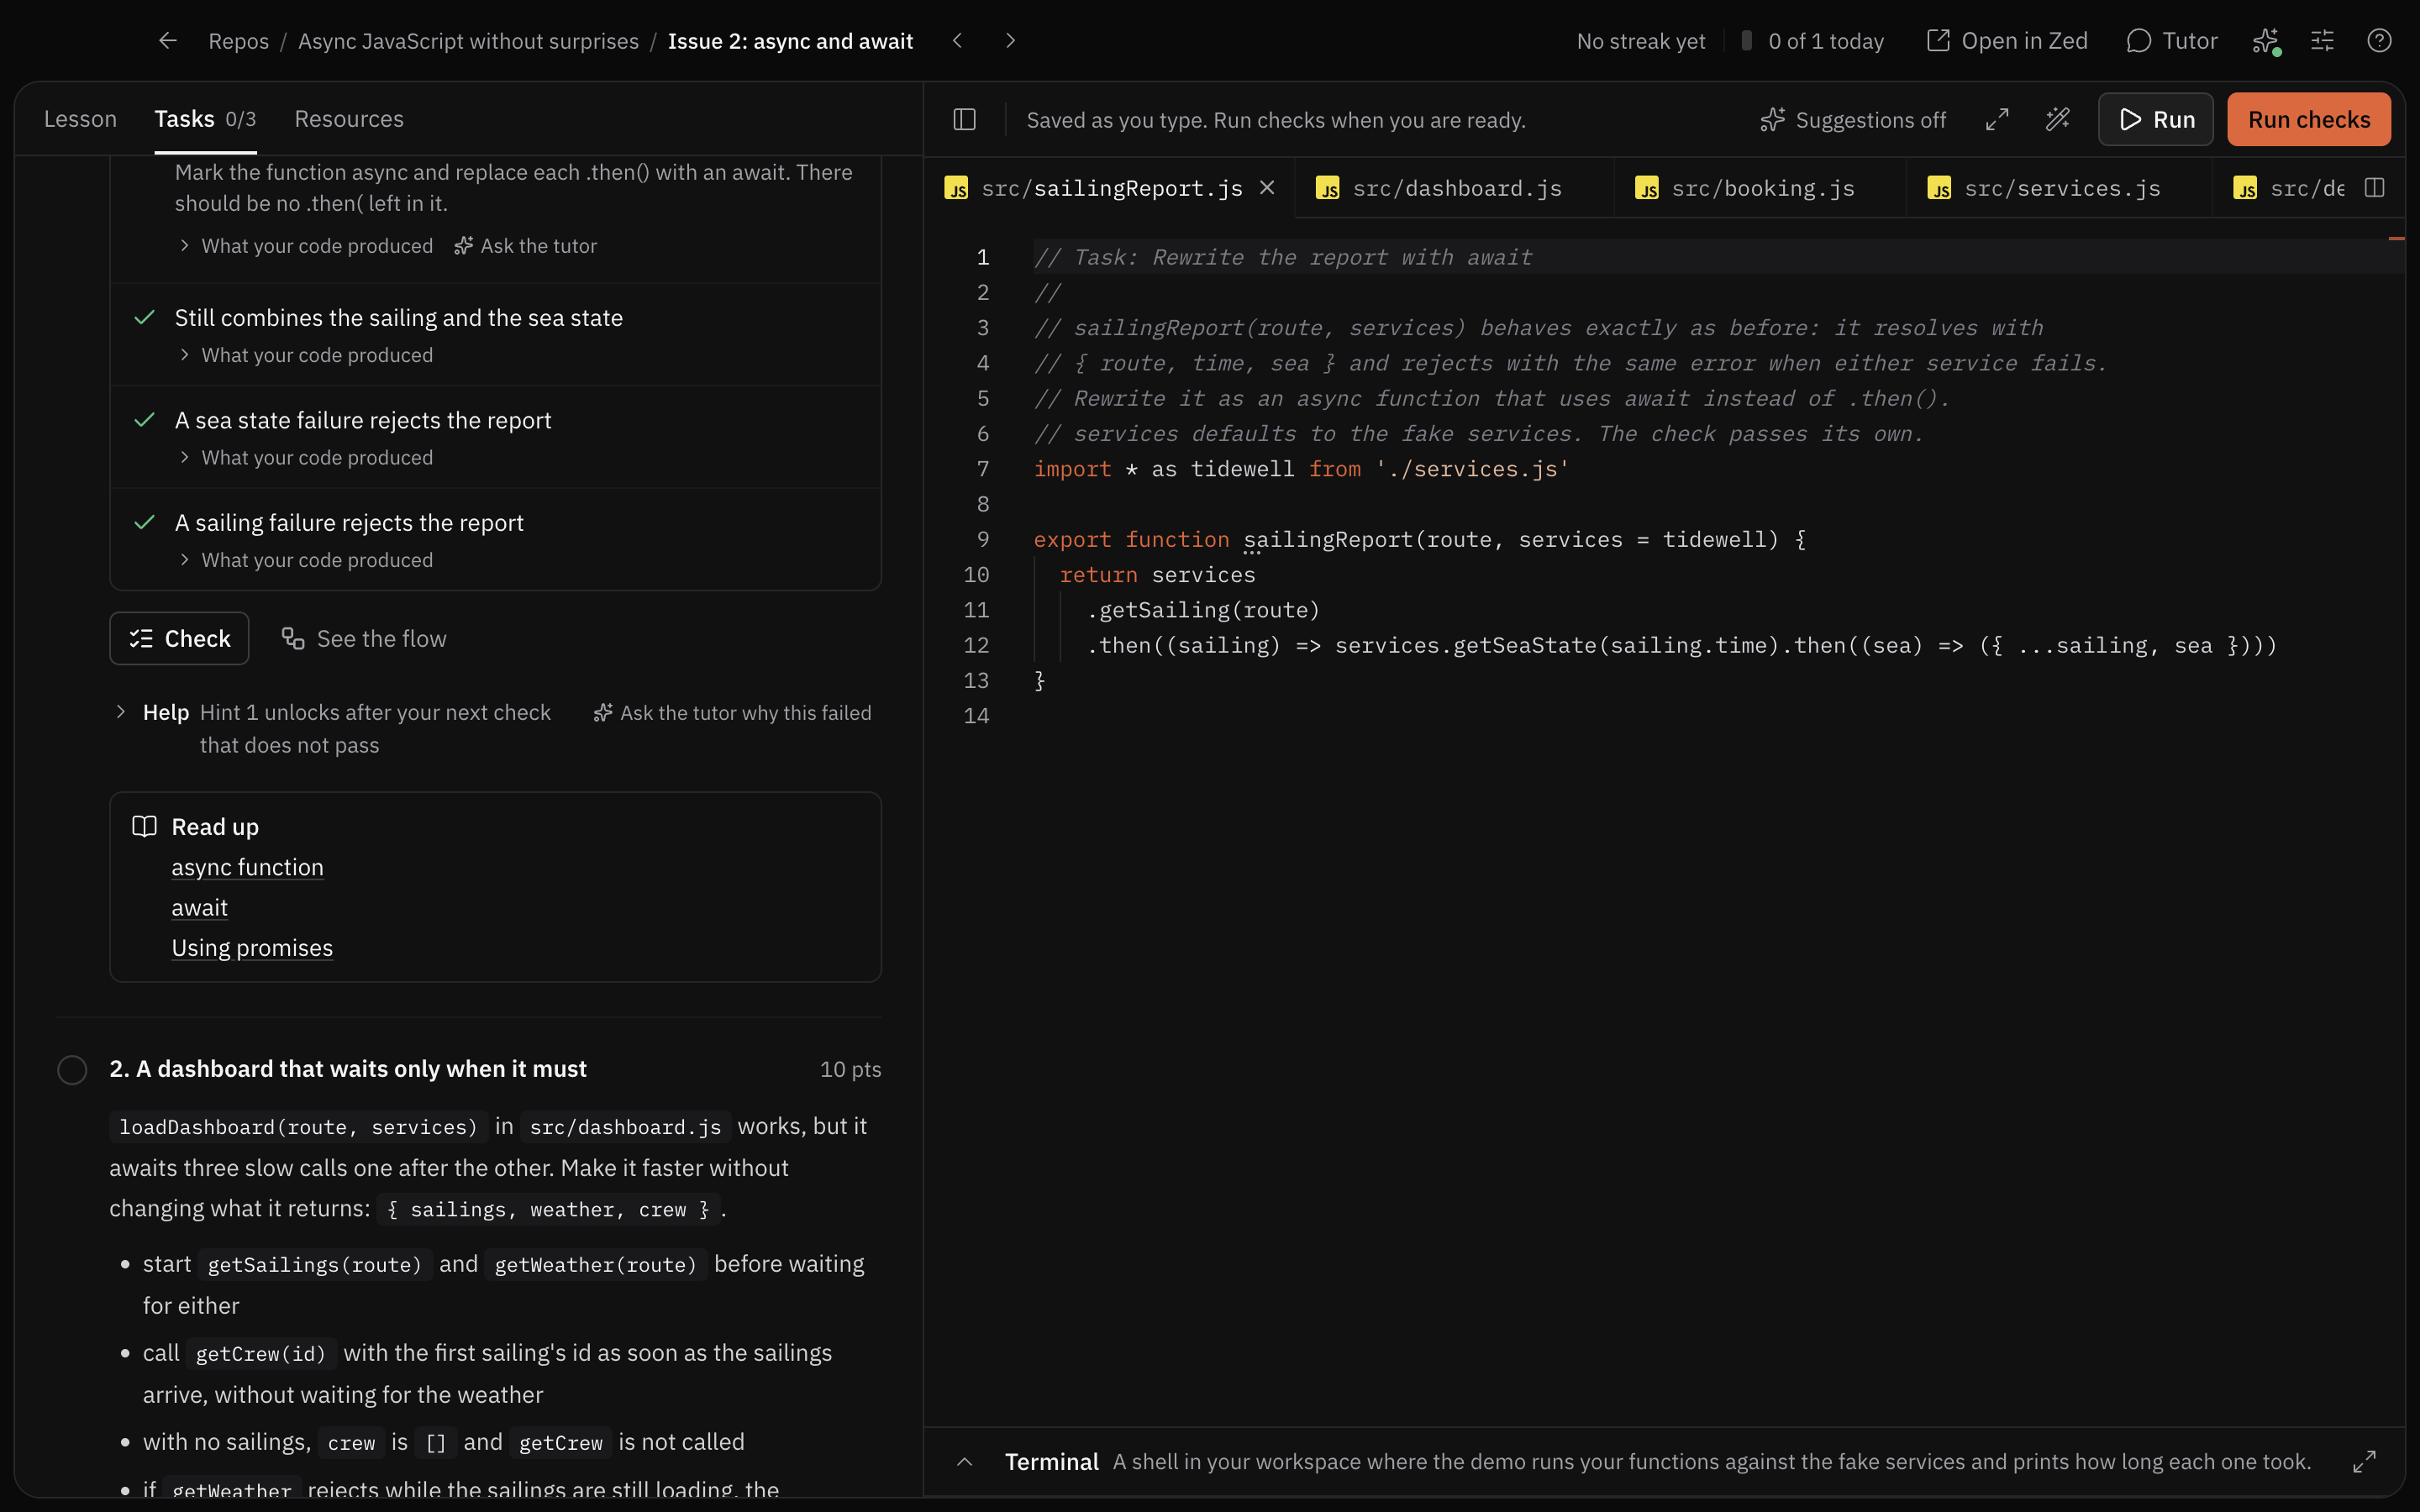 Repos / Async JavaScript without surprises / Issue 2: async and await
No streak yet
0 of 1 today
Open in Zed
Tutor
Lesson
Tasks 0/3
Resources
Mark the function async and replace each .then() with an await. There
should be no .then( left in it.
What your code produced
Ask the tutor
Still combines the sailing and the sea state
What your code produced
A sea state failure rejects the report
What your code produced
A sailing failure rejects the report
What your code produced
Check
See the flow
Help
Hint 1 unlocks after your next check
that does not pass
Ask the tutor why this failed
Read up
async function
await
Using promises
2. A dashboard that waits only when it must
10 pts
loadDashboard(route, services) in src/dashboard.js works, but it
awaits three slow calls one after the other. Make it faster without
changing what it returns: { sailings, weather, crew }.
• start getSailings(route) and getWeather(route) before waiting
for either
• call getCrew(id) with the first sailing's id as soon as the sailings
arrive, without waiting for the weather
• with no sailings, crew is [] and getCrew is not called
• if getWeather rejects while the sailings are still loading, the
Saved as you type. Run checks when you are ready.
Suggestions off
Run
Run checks
JS src/sailingReport.js
JS src/dashboard.js
JS src/booking.js
JS src/services.js
JS src/de
1 // Task: Rewrite the report with await
2 //
3 // sailingReport(route, services) behaves exactly as before: it resolves with
4 // { route, time, sea } and rejects with the same error when either service fails.
5 // Rewrite it as an async function that uses await instead of .then().
6 // services defaults to the fake services. The check passes its own.
7 import * as tidewell from './services.js'
8
9 export function sailingReport(route, services = tidewell) {
10 return services
11 .getSailing(route)
12 .then((sailing) => services.getSeaState(sailing.time).then((sea) => ({ ...sailing, sea })))
13 }
14
Terminal
A shell in your workspace where the demo runs your functions against the fake services and prints how long each one took.